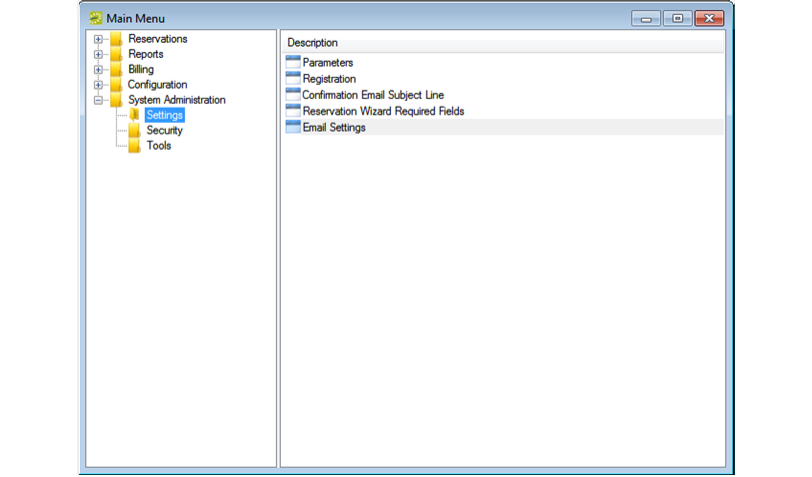 Main Menu
Reservations
Reports
Billing
Configuration
System Administration
Settings
Security
Tools
Description
Parameters
Registration
Confirmation Email Subject Line
Reservation Wizard Required Fields
Email Settings